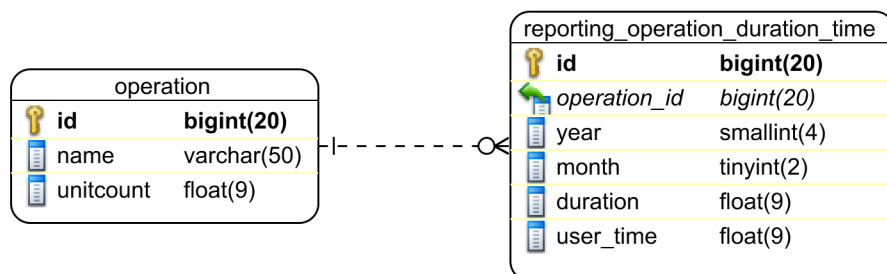 operation
id bigint(20)
name varchar(50)
unitcount float(9)
reporting_operation_duration_time
id bigint(20)
operation_id bigint(20)
year smallint(4)
month tinyint(2)
duration float(9)
user_time float(9)